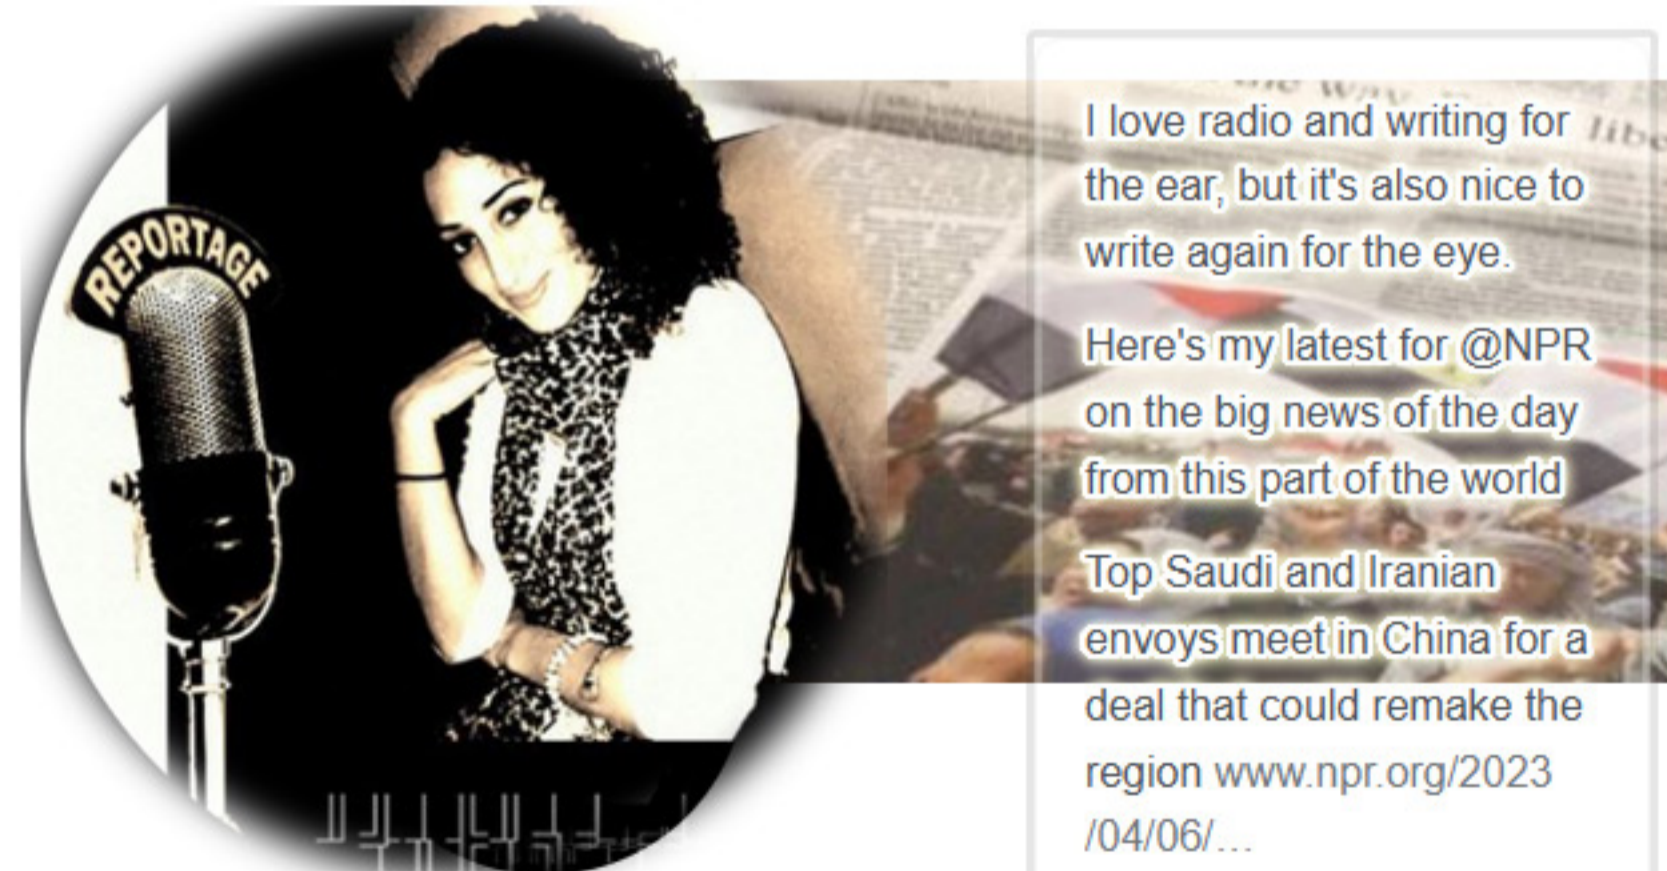 REPORTAGE
the way
libe
I love radio and writing for
the ear, but it's also nice to
write again for the eye.
Here's my latest for @NPR
on the big news of the day
from this part of the world
Top Saudi and Iranian
envoys meet in China for a
deal that could remake the
region www.npr.org/2023
/04/06/...